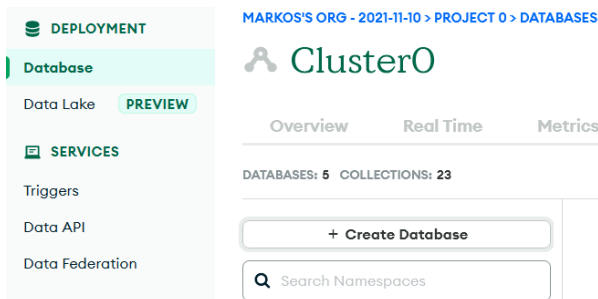 DEPLOYMENT
Database
Data Lake PREVIEW
SERVICES
Triggers
Data API
Data Federation
MARKOS'S ORG - 2021-11-10 > PROJECT 0 > DATABASES
Cluster0
Overview Real Time Metrics
DATABASES: 5 COLLECTIONS: 23
+ Create Database
Search Namespaces